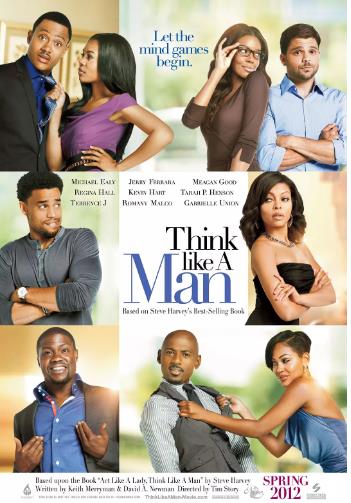 Let the
mind games
begin.
Michael Ealy Jerry Ferrara Meagan Good
Regina Hall Kevin Hart Taraji P. Henson
Terrence J Romany Malco Gabrielle Union
Think
like A
Man
Based on Steve Harvey's Best-Selling Book
Based upon the Book "Act Like A Lady, Think Like A Man" by Steve Harvey
Written by Keith Merryman & David A. Newman Directed by Tim Story
ThinkLikeAMan-Movie.com
SPRING
2012